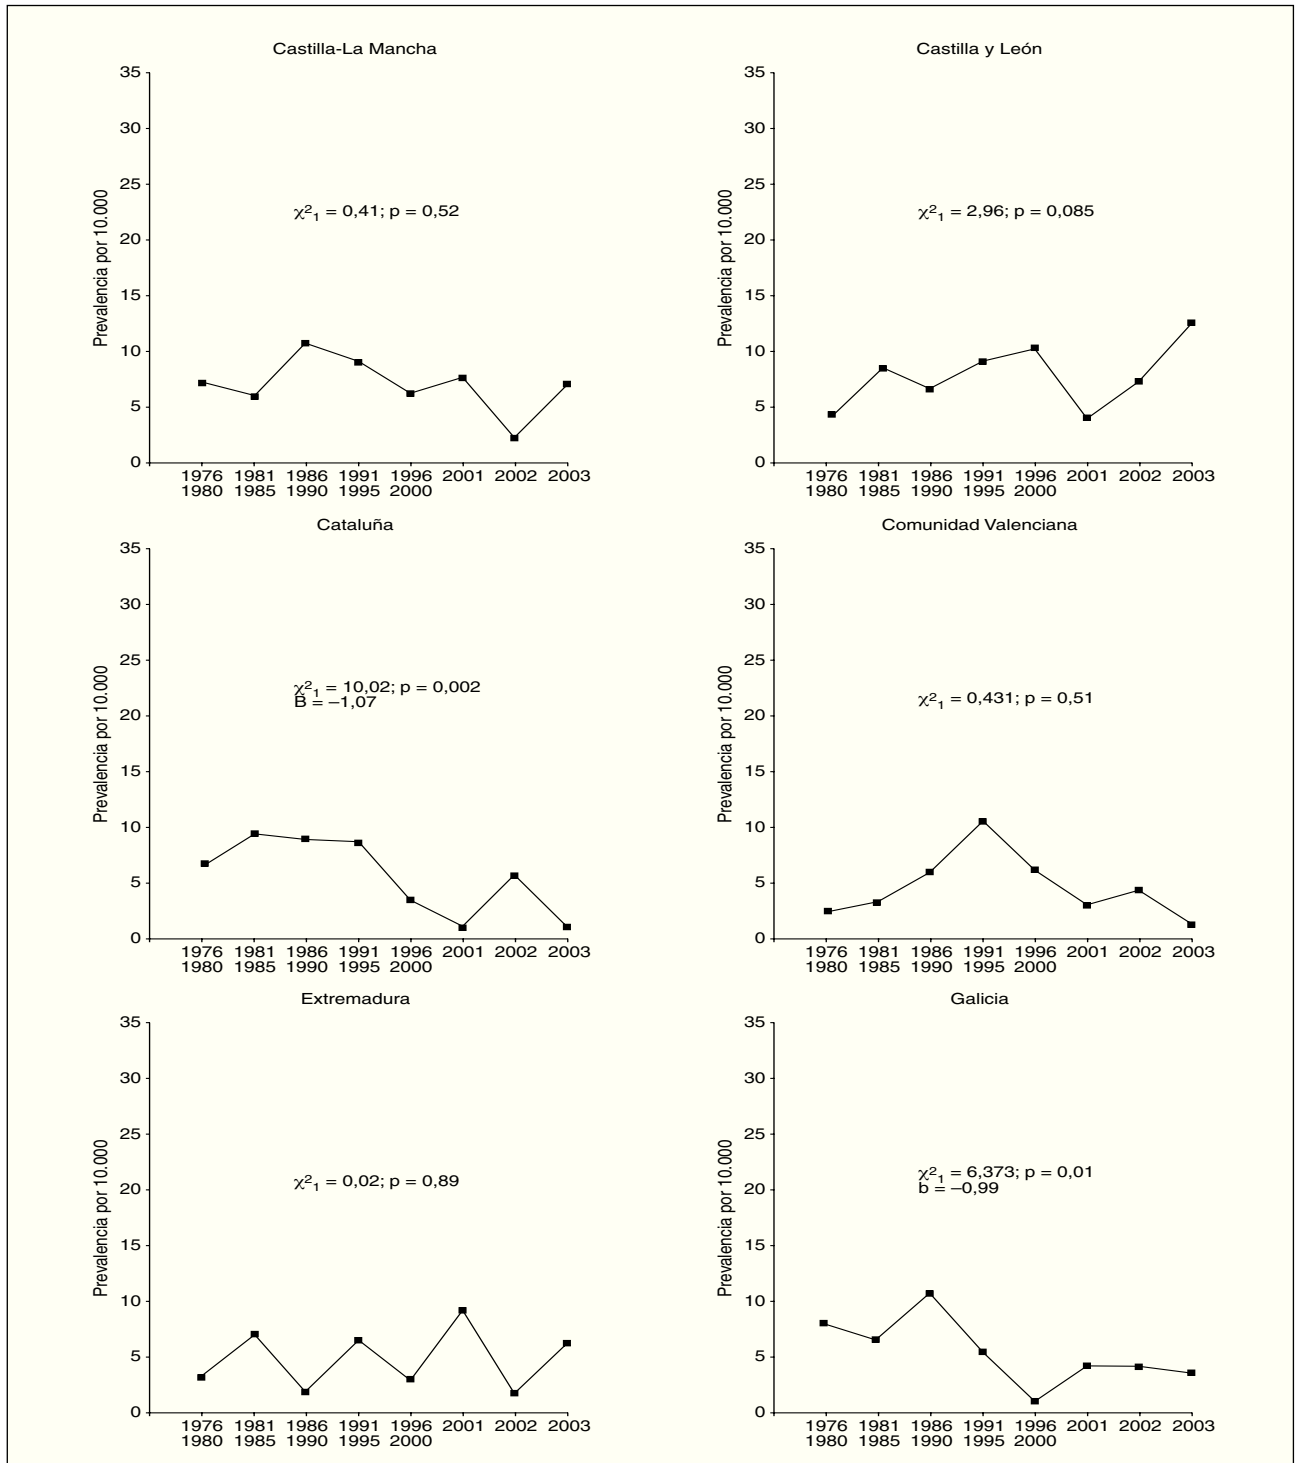 Castilla-La Mancha
35
30
25
20
15
10
5
0
Prevalencia por 10.000
χ²₁ = 0,41; p = 0,52
1976 1981 1986 1991 1996 2001 2002 2003
1980 1985 1990 1995 2000
Castilla y León
35
30
25
20
15
10
5
0
Prevalencia por 10.000
χ²₁ = 2,96; p = 0,085
1976 1981 1986 1991 1996 2001 2002 2003
1980 1985 1990 1995 2000
Cataluña
35
30
25
20
15
10
5
0
Prevalencia por 10.000
χ²₁ = 10,02; p = 0,002
B = –1,07
1976 1981 1986 1991 1996 2001 2002 2003
1980 1985 1990 1995 2000
Comunidad Valenciana
35
30
25
20
15
10
5
0
Prevalencia por 10.000
χ²₁ = 0,431; p = 0,51
1976 1981 1986 1991 1996 2001 2002 2003
1980 1985 1990 1995 2000
Extremadura
35
30
25
20
15
10
5
0
Prevalencia por 10.000
χ²₁ = 0,02; p = 0,89
1976 1981 1986 1991 1996 2001 2002 2003
1980 1985 1990 1995 2000
Galicia
35
30
25
20
15
10
5
0
Prevalencia por 10.000
χ²₁ = 6,373; p = 0,01
b = –0,99
1976 1981 1986 1991 1996 2001 2002 2003
1980 1985 1990 1995 2000